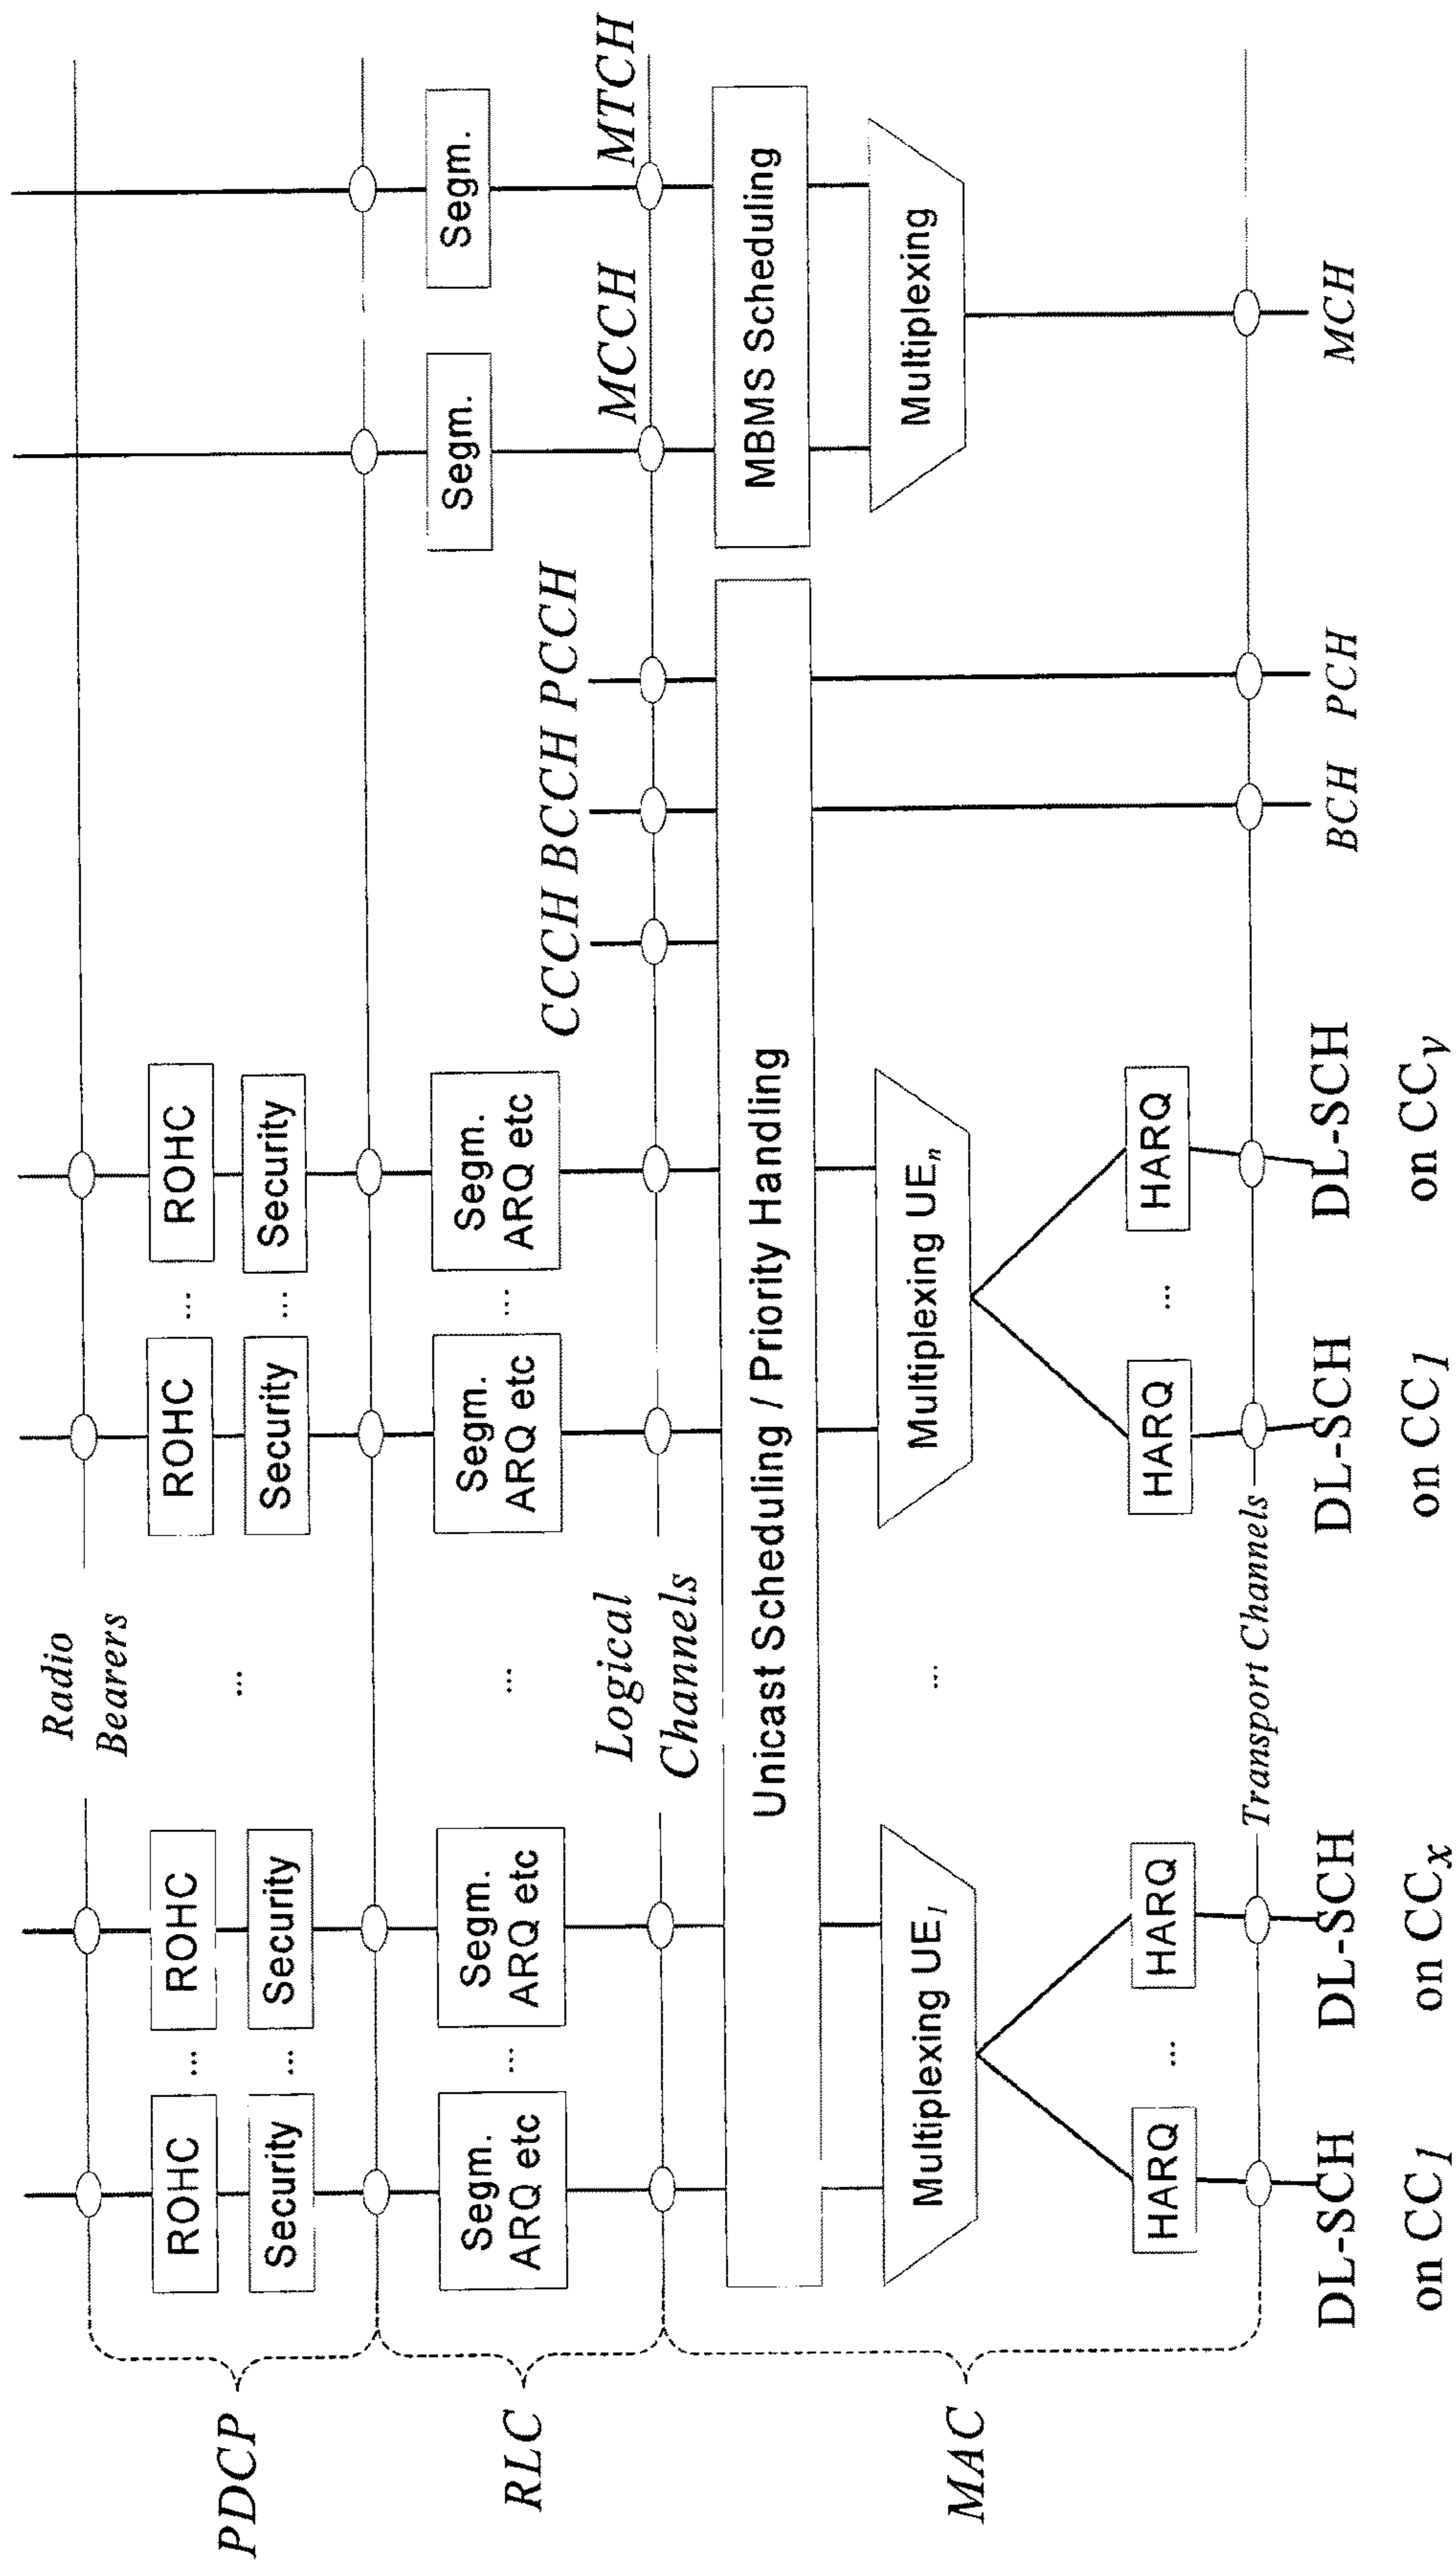 Radio
Bearers
PDCP
ROHC
...
ROHC
ROHC
...
ROHC
...
Security
...
Security
Security
...
Security
RLC
Segm.
ARQ etc
...
Segm.
ARQ etc
...
Segm.
ARQ etc
...
Segm.
ARQ etc
Segm.
Segm.
Logical
Channels
CCCH BCCH PCCH
MCCH
MTCH
MAC
Unicast Scheduling / Priority Handling
MBMS Scheduling
Multiplexing UE1
...
Multiplexing UEn
Multiplexing
HARQ
...
HARQ
HARQ
...
HARQ
Transport Channels
DL-SCH
on CC1
DL-SCH
on CCx
DL-SCH
on CC1
DL-SCH
on CCy
BCH
PCH
MCH